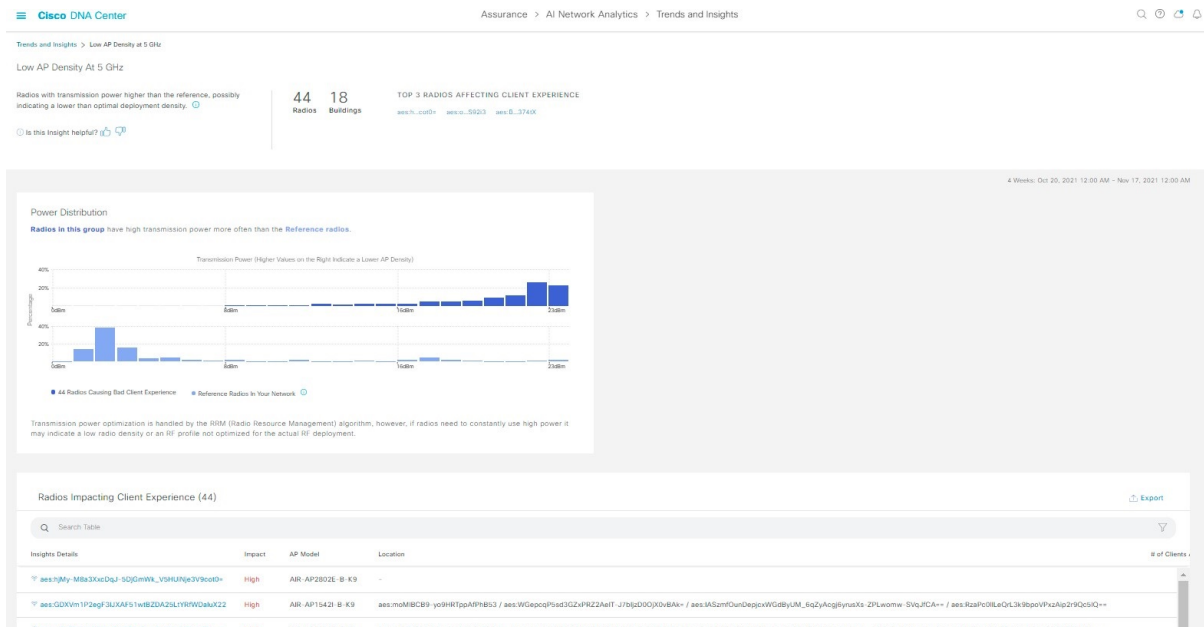 Cisco DNA Center
Assurance > AI Network Analytics > Trends and Insights
Trends and Insights > Low AP Density at 5 GHz
Low AP Density At 5 GHz
Radios with transmission power higher than the reference, possibly
indicating a lower than optimal deployment density.
Is this Insight helpful?
44 18
Radios Buildings
TOP 3 RADIOS AFFECTING CLIENT EXPERIENCE
aes:h...cot0= aes:o...592i3 aes:B...374tX
4 Weeks: Oct 20, 2021 12:00 AM - Nov 17, 2021 12:00 AM
Power Distribution
Radios in this group have high transmission power more often than the Reference radios.
Transmission Power (Higher Values on the Right Indicate a Lower AP Density)
Percentage
40%
20%
0dBm 8dBm 16dBm 23dBm
40%
20%
0dBm 8dBm 16dBm 23dBm
44 Radios Causing Bad Client Experience Reference Radios In Your Network
Transmission power optimization is handled by the RRM (Radio Resource Management) algorithm, however, if radios need to constantly use high power it
may indicate a low radio density or an RF profile not optimized for the actual RF deployment.
Radios Impacting Client Experience (44)
Export
Search Table
Insights Details Impact AP Model Location # of Clients
High AIR-AP2802E-B-K9 -
High AIR-AP1542I-B-K9